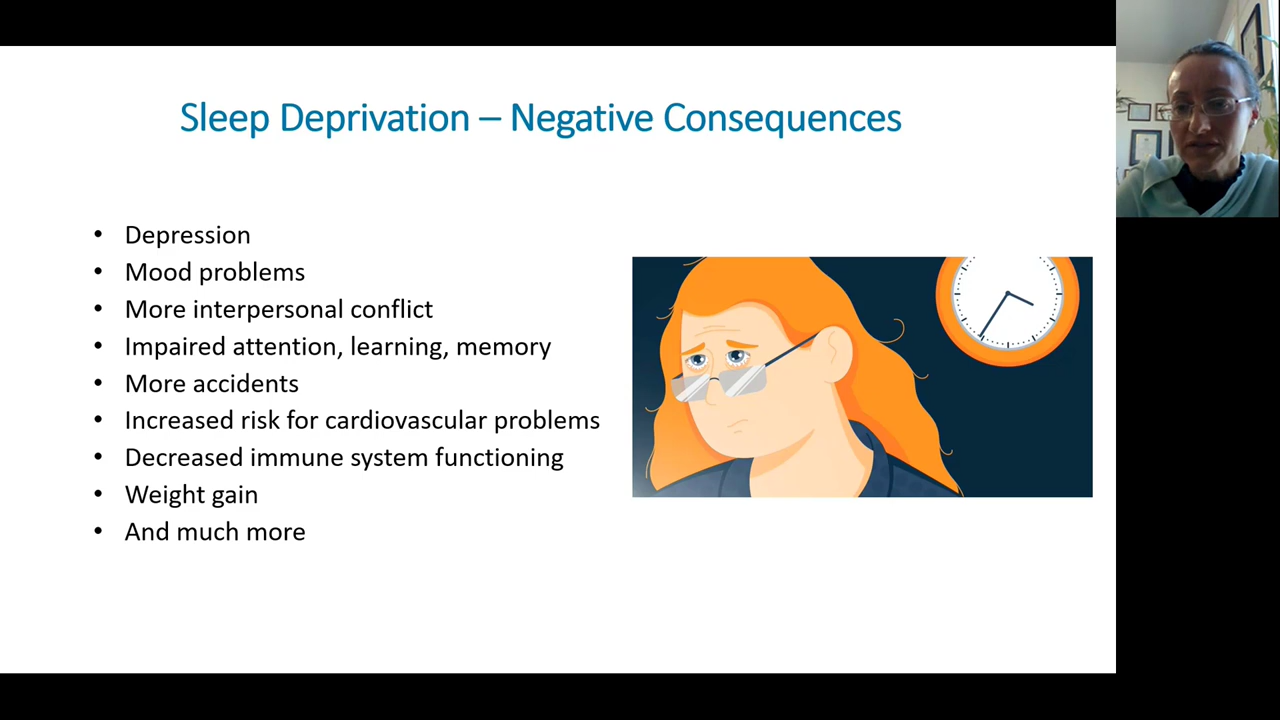 Sleep Deprivation – Negative Consequences
• Depression
• Mood problems
• More interpersonal conflict
• Impaired attention, learning, memory
• More accidents
• Increased risk for cardiovascular problems
• Decreased immune system functioning
• Weight gain
• And much more